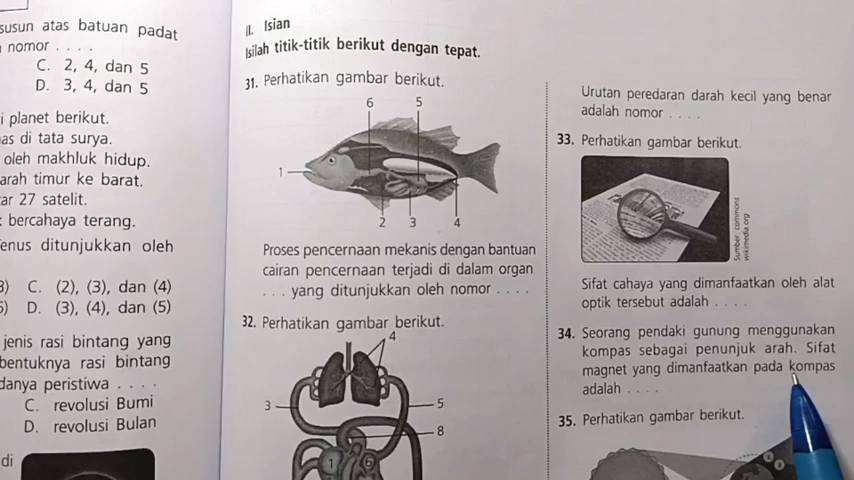 susun atas batuan padat
nomor . . . .
C. 2, 4, dan 5
D. 3, 4, dan 5
i planet berikut.
as di tata surya.
oleh makhluk hidup.
arah timur ke barat.
ar 27 satelit.
bercahaya terang.
enus ditunjukkan oleh
3) C. (2), (3), dan (4)
5) D. (3), (4), dan (5)
jenis rasi bintang yang
bentuknya rasi bintang
danya peristiwa . . . .
C. revolusi Bumi
D. revolusi Bulan
di
II. Isian
Isilah titik-titik berikut dengan tepat.
31. Perhatikan gambar berikut.
6 5
1
2 3 4
Proses pencernaan mekanis dengan bantuan
cairan pencernaan terjadi di dalam organ
. . . yang ditunjukkan oleh nomor . . . .
32. Perhatikan gambar berikut.
4
3 5
8
1 6
Urutan peredaran darah kecil yang benar
adalah nomor . . . .
33. Perhatikan gambar berikut.
Sumber: commons
wikimedia.org
Sifat cahaya yang dimanfaatkan oleh alat
optik tersebut adalah . . . .
34. Seorang pendaki gunung menggunakan
kompas sebagai penunjuk arah. Sifat
magnet yang dimanfaatkan pada kompas
adalah . . . .
35. Perhatikan gambar berikut.